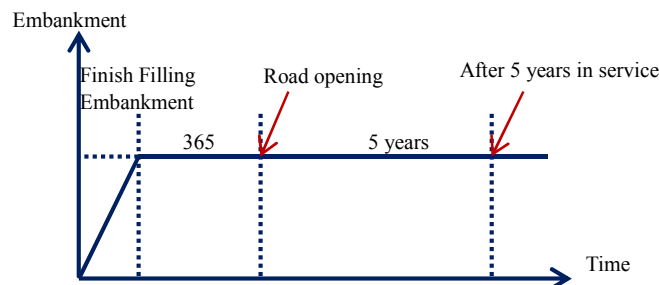 Embankment
Finish Filling
Embankment
Road opening
After 5 years in service
365
5 years
Time